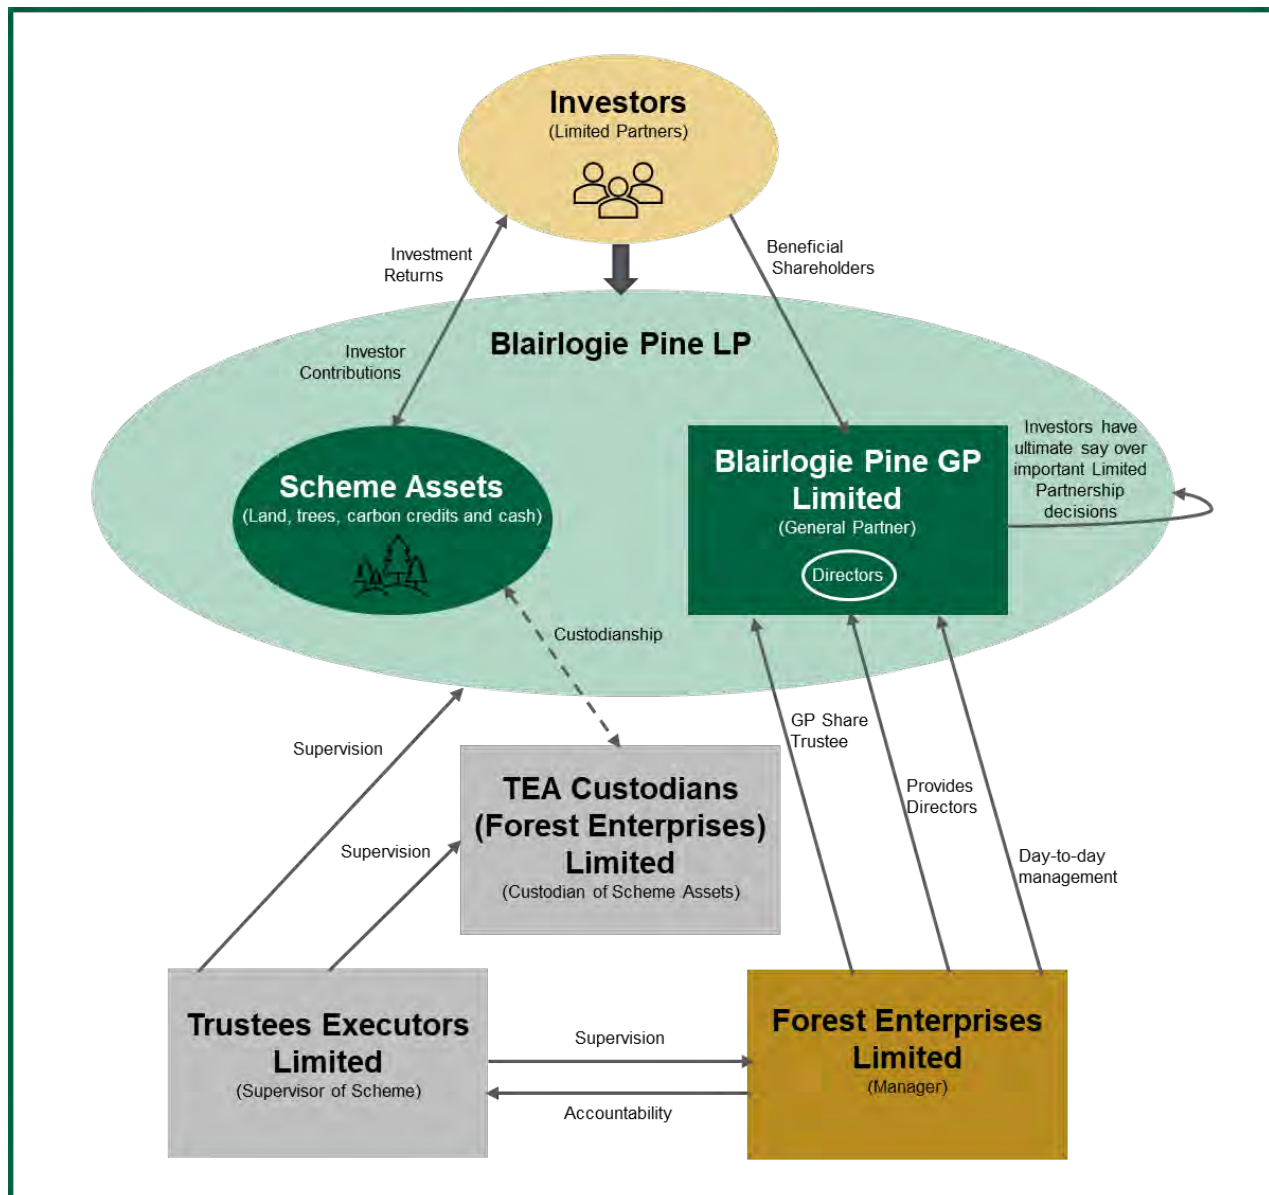 Investors
(Limited Partners)
Investment
Returns
Beneficial
Shareholders
Blairlogie Pine LP
Investor
Contributions
Scheme Assets
(Land, trees, carbon credits and cash)
Blairlogie Pine GP
Limited
(General Partner)
Directors
Investors have
ultimate say over
important Limited
Partnership
decisions
Custodianship
Supervision
GP Share
Trustee
TEA Custodians
(Forest Enterprises)
Limited
(Custodian of Scheme Assets)
Provides
Directors
Supervision
Day-to-day
management
Trustees Executors
Limited
(Supervisor of Scheme)
Supervision
Accountability
Forest Enterprises
Limited
(Manager)